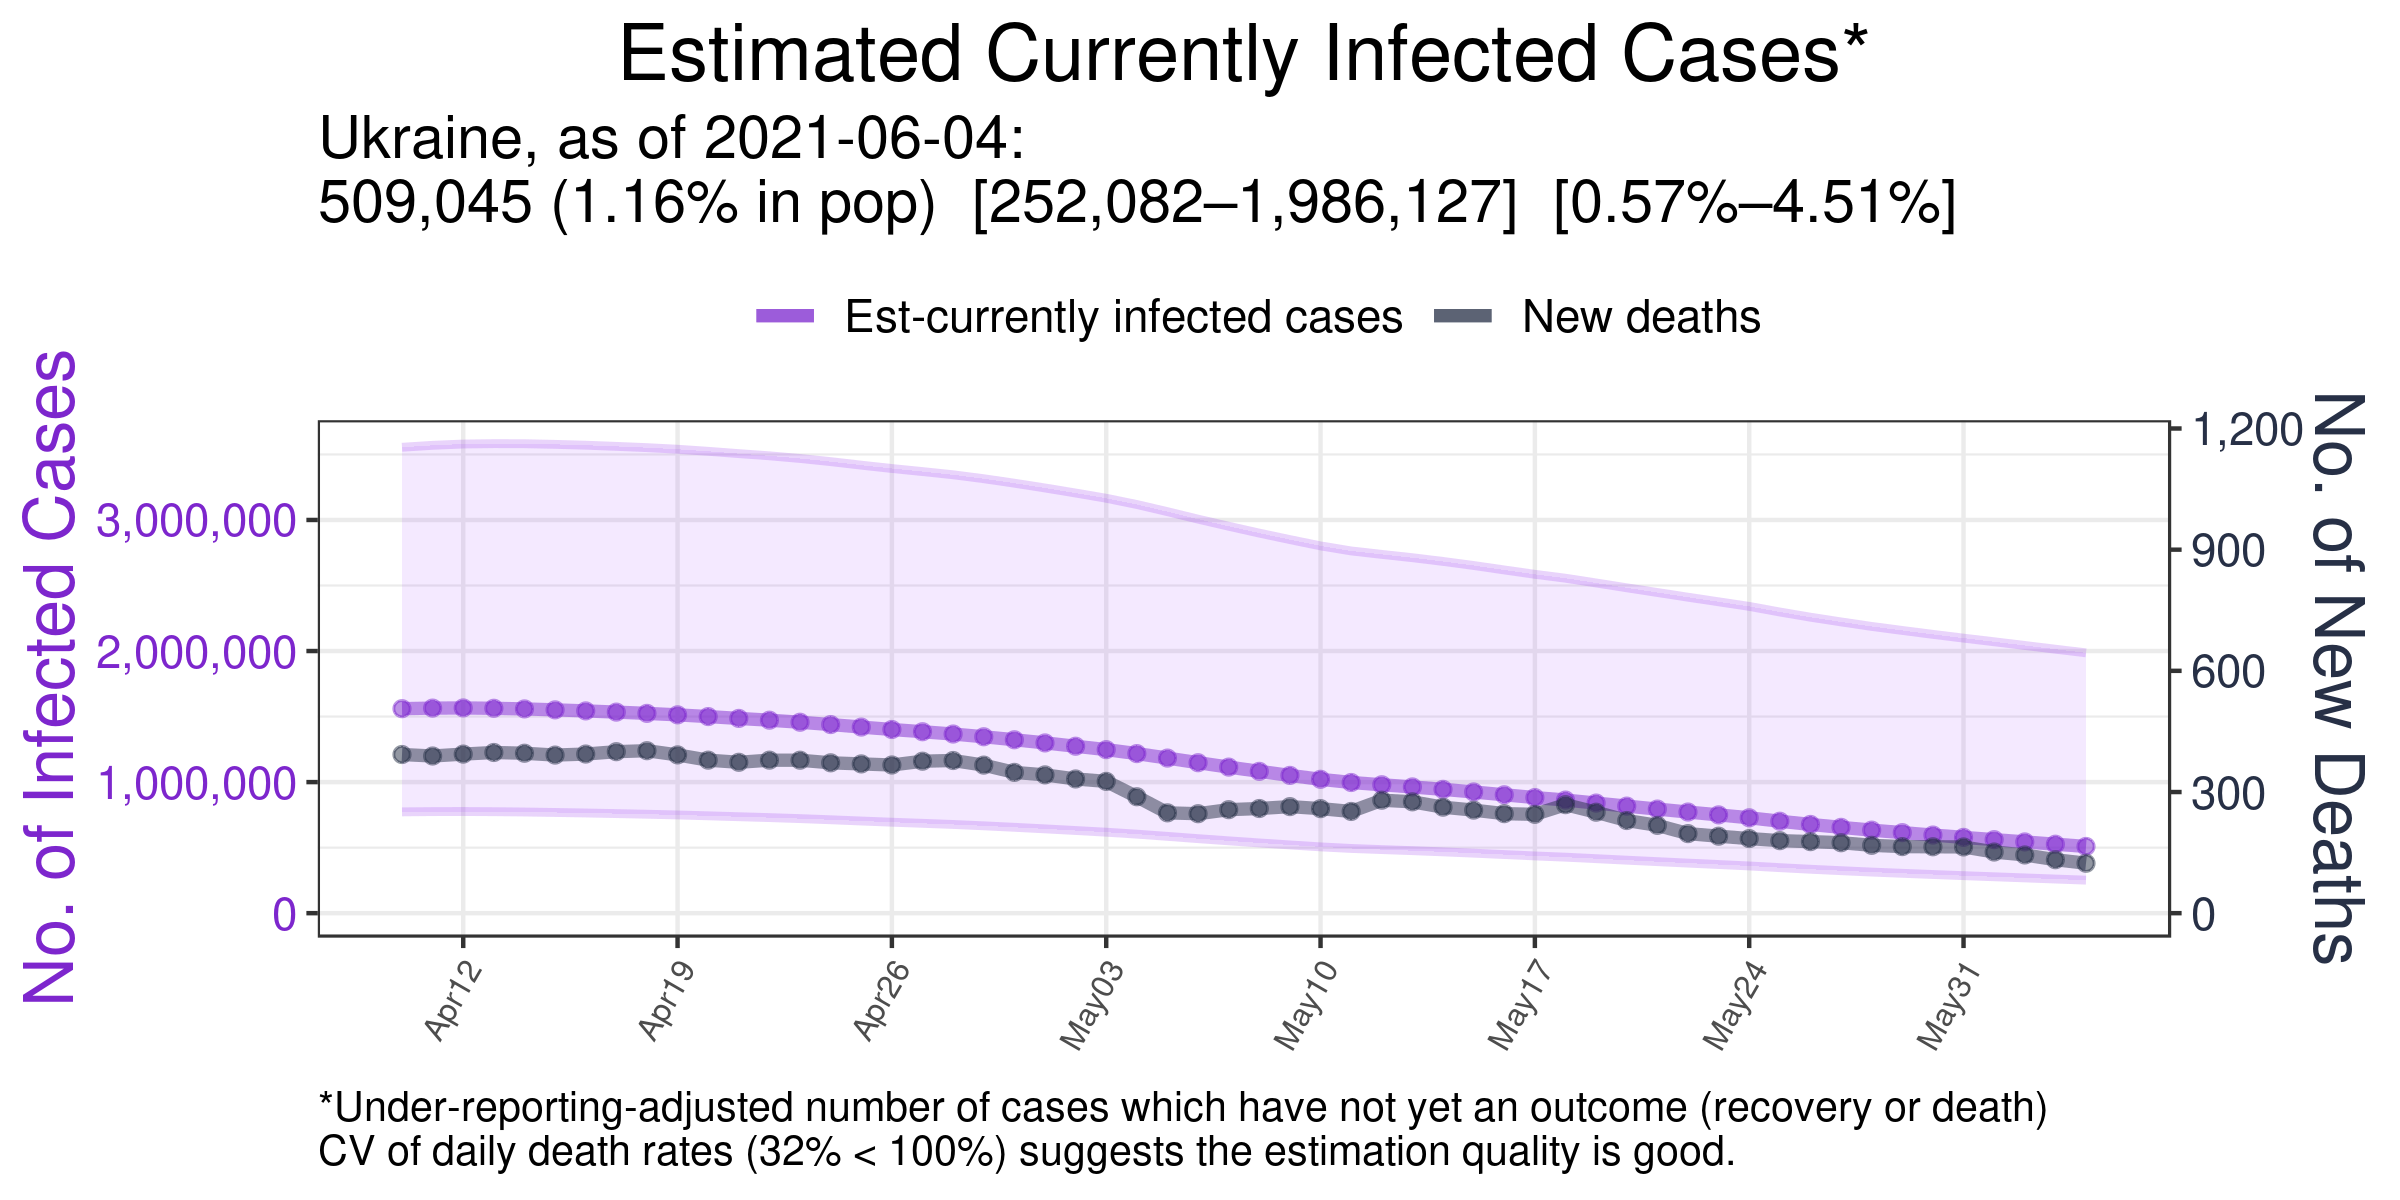 Estimated Currently Infected Cases*
Ukraine, as of 2021-06-04:
509,045 (1.16% in pop)  [252,082–1,986,127]  [0.57%–4.51%]
Est-currently infected cases
New deaths
No. of Infected Cases
3,000,000
2,000,000
1,000,000
0
1,200
900
600
300
0
No. of New Deaths
Apr12
Apr19
Apr26
May03
May10
May17
May24
May31
*Under-reporting-adjusted number of cases which have not yet an outcome (recovery or death)
CV of daily death rates (32% < 100%) suggests the estimation quality is good.